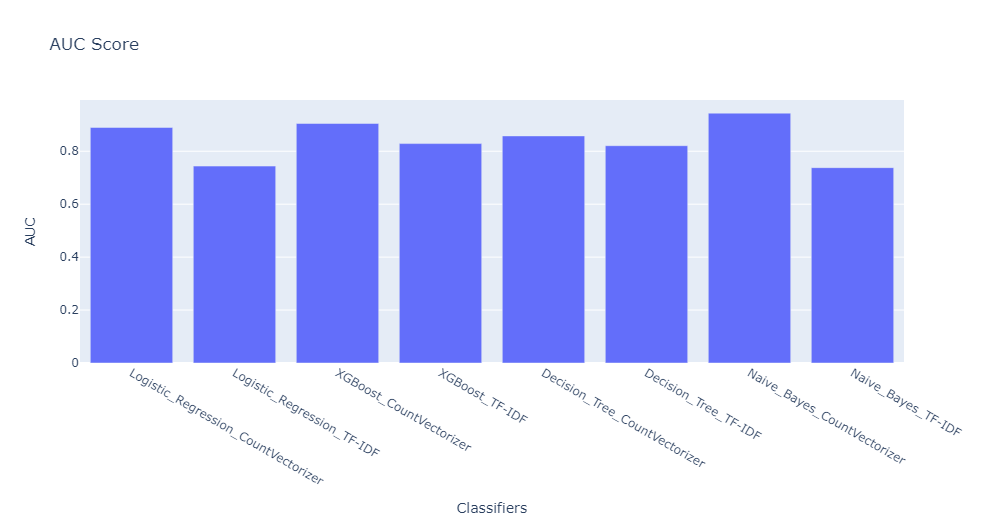 AUC Score
AUC
0.8
0.6
0.4
0.2
0
Logistic_Regression_CountVectorizer
Logistic_Regression_TF-IDF
XGBoost_CountVectorizer
XGBoost_TF-IDF
Decision_Tree_CountVectorizer
Decision_Tree_TF-IDF
Naive_Bayes_CountVectorizer
Naive_Bayes_TF-IDF
Classifiers